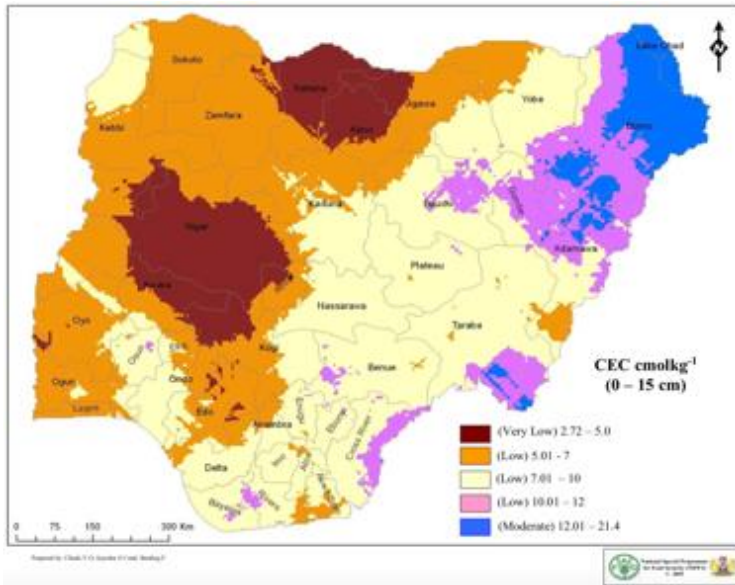 Lake Chad
Sokoto
Katsina
Kano
Jigawa
Yobe
Borno
Zamfara
Kebbi
Kaduna
Bauchi
Gombe
Adamawa
Niger
Plateau
Kwara
Nassarawa
Taraba
Oyo
Osun
Ekiti
Kogi
Benue
CEC cmolkg⁻¹
(0 – 15 cm)
Ogun
Ondo
Lagos
Edo
Anambra
Enugu
Ebonyi
Cross River
Delta
Imo
Abia
Bayelsa
Rivers
(Very Low) 2.72 – 5.0
(Low) 5.01 - 7
(Low) 7.01 – 10
(Low) 10.01 – 12
(Moderate) 12.01 – 21.4
0 75 150 300 Km
N